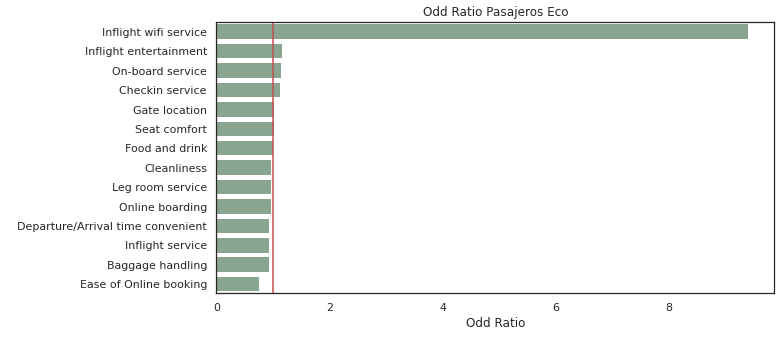 Odd Ratio Pasajeros Eco
Inflight wifi service
Inflight entertainment
On-board service
Checkin service
Gate location
Seat comfort
Food and drink
Cleanliness
Leg room service
Online boarding
Departure/Arrival time convenient
Inflight service
Baggage handling
Ease of Online booking
0 2 4 6 8
Odd Ratio